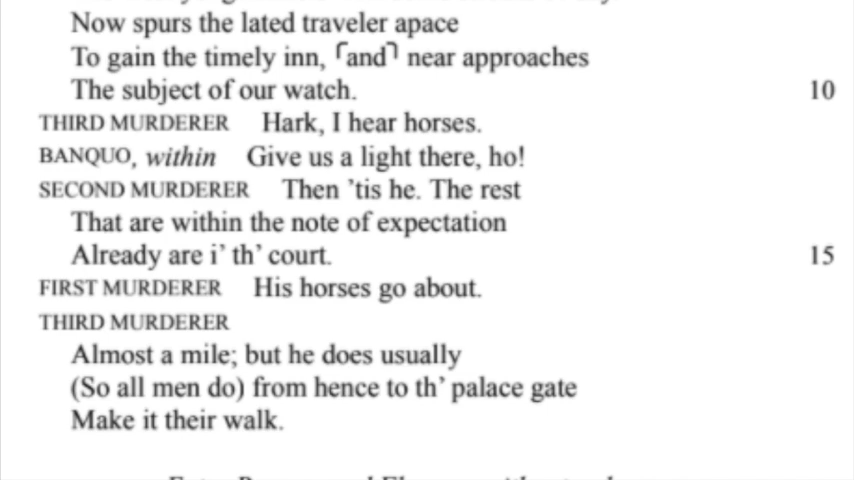 Now spurs the lated traveler apace
To gain the timely inn, ⌜and⌝ near approaches
The subject of our watch. 10
THIRD MURDERER Hark, I hear horses.
BANQUO, within Give us a light there, ho!
SECOND MURDERER Then ’tis he. The rest
That are within the note of expectation
Already are i’ th’ court. 15
FIRST MURDERER His horses go about.
THIRD MURDERER
Almost a mile; but he does usually
(So all men do) from hence to th’ palace gate
Make it their walk.